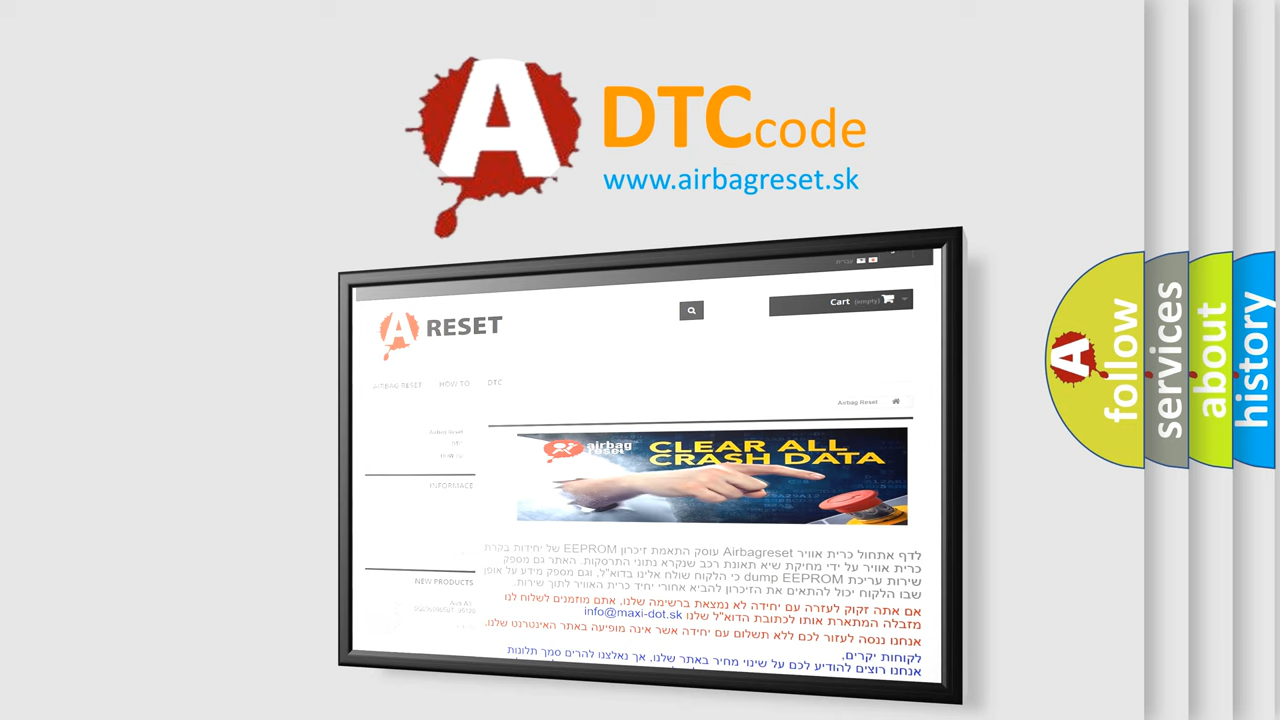 A
DTC code
www.airbagreset.sk
עברית
Cart (empty)
A RESET
AIRBAG RESET HOW TO DTC
Airbag Reset
Airbag Reset
HOW TO
INFORMACE
NEW PRODUCTS
airbag
reset
CLEAR ALL
CRASH DATA
לדף אתחול כרית אוויר Airbagreset עוסק התאמת זיכרון EEPROM של יחידות בקרת
כרית אוויר על ידי מחיקת שיא תאונת רכב שנקרא נתוני התרסקות. האתר גם מספק
שירות עריכת dump EEPROM כי הלקוח שולח אלינו בדוא"ל, וגם מספק מידע על אופן
שבו הלקוח יכול להתאים את הזיכרון להביא אחורי יחיד כרית האוויר לתוך שירות.
אם אתה זקוק לעזרה עם יחידה לא נמצאת ברשימה שלנו, אתם מוזמנים לשלוח לנו
מזבלה המתארת אותו לכתובת הדוא"ל שלנו info@maxi-dot.sk
אנחנו ננסה לעזור לכם ללא תשלום עם יחידה אשר אינה מופיעה באתר האינטרנט שלנו.
לקוחות יקרים,
אנחנו רוצים להודיע לכם על שינוי מחיר באתר שלנו, אך נאלצנו להרים סמך תלונות
A
follow
services
about
history